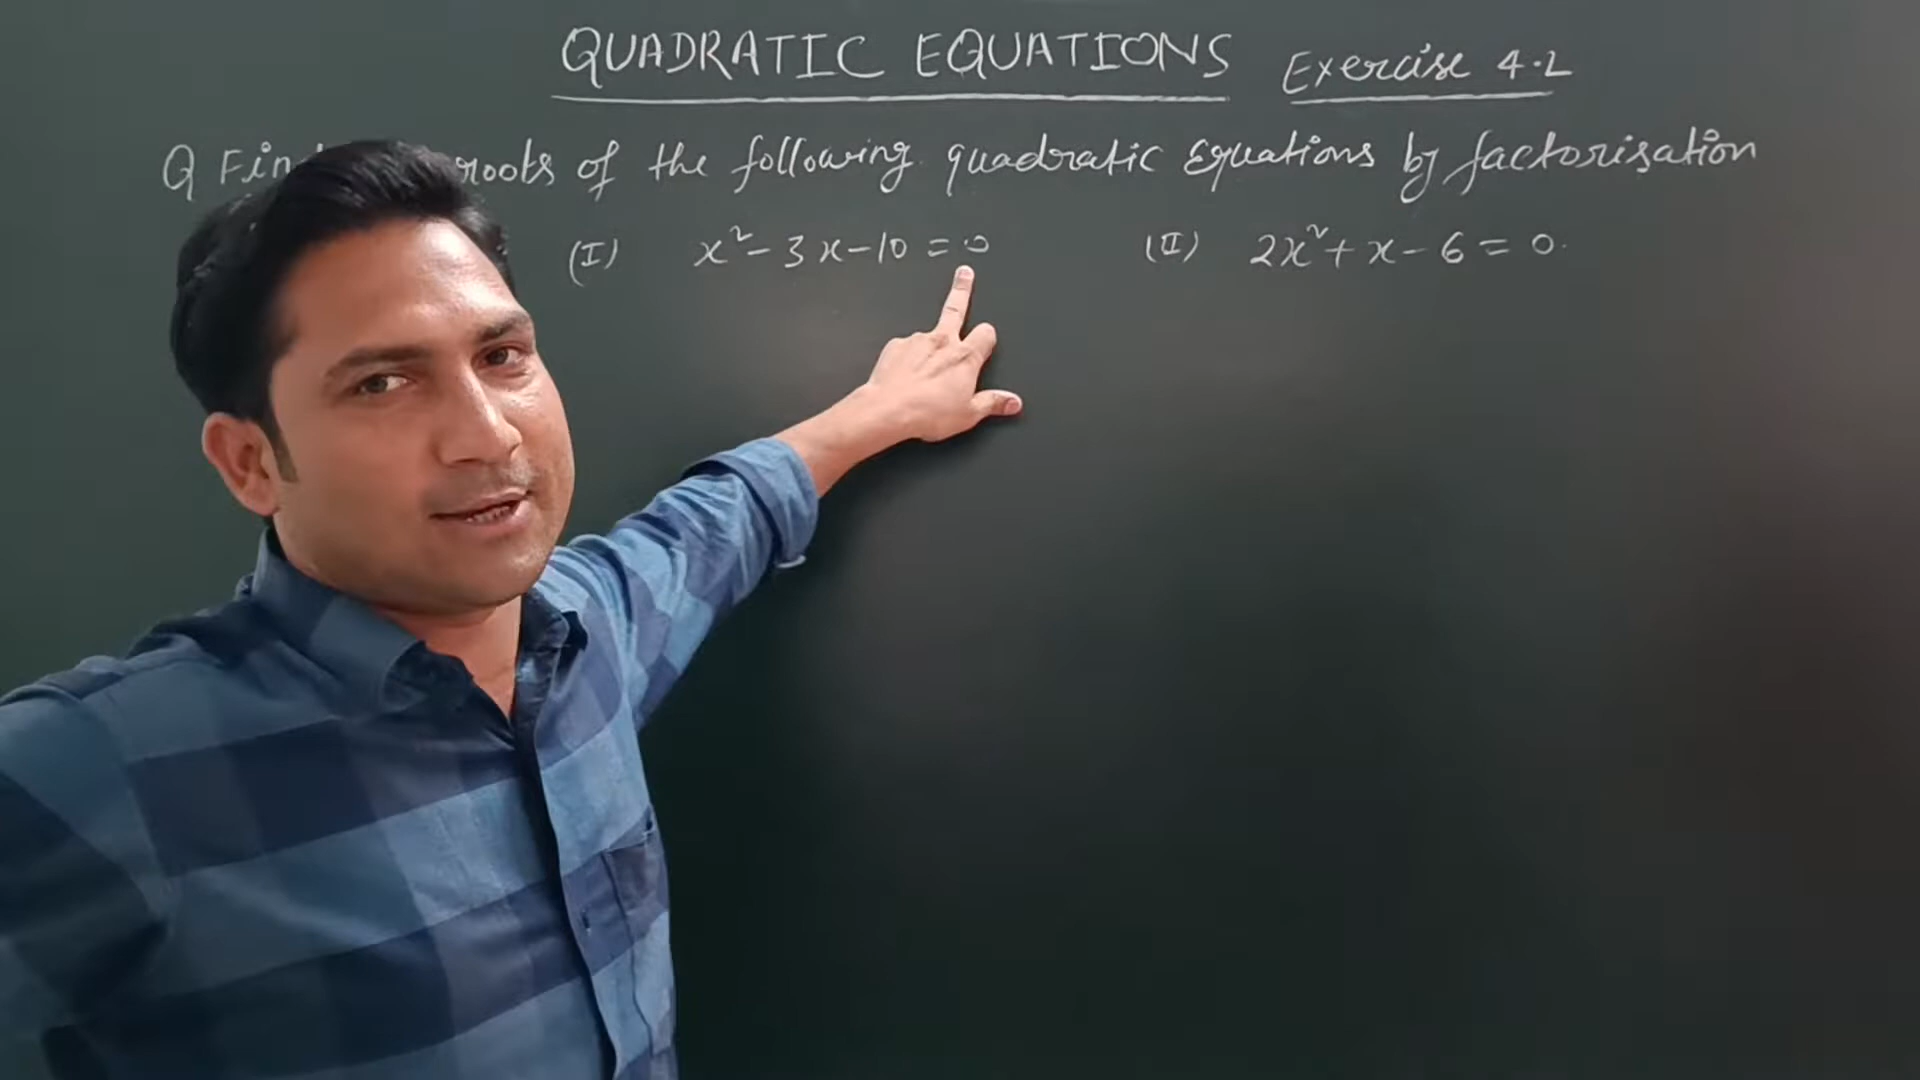 QUADRATIC EQUATIONS Exercise 4.2
Q roots of the following quadratic Equations by factorisation
(I) x² - 3x - 10 = 0 (II) 2x² + x - 6 = 0.